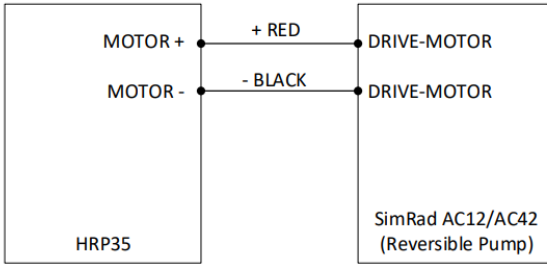 MOTOR + + RED DRIVE-MOTOR
MOTOR - - BLACK DRIVE-MOTOR
HRP35
SimRad AC12/AC42
(Reversible Pump)